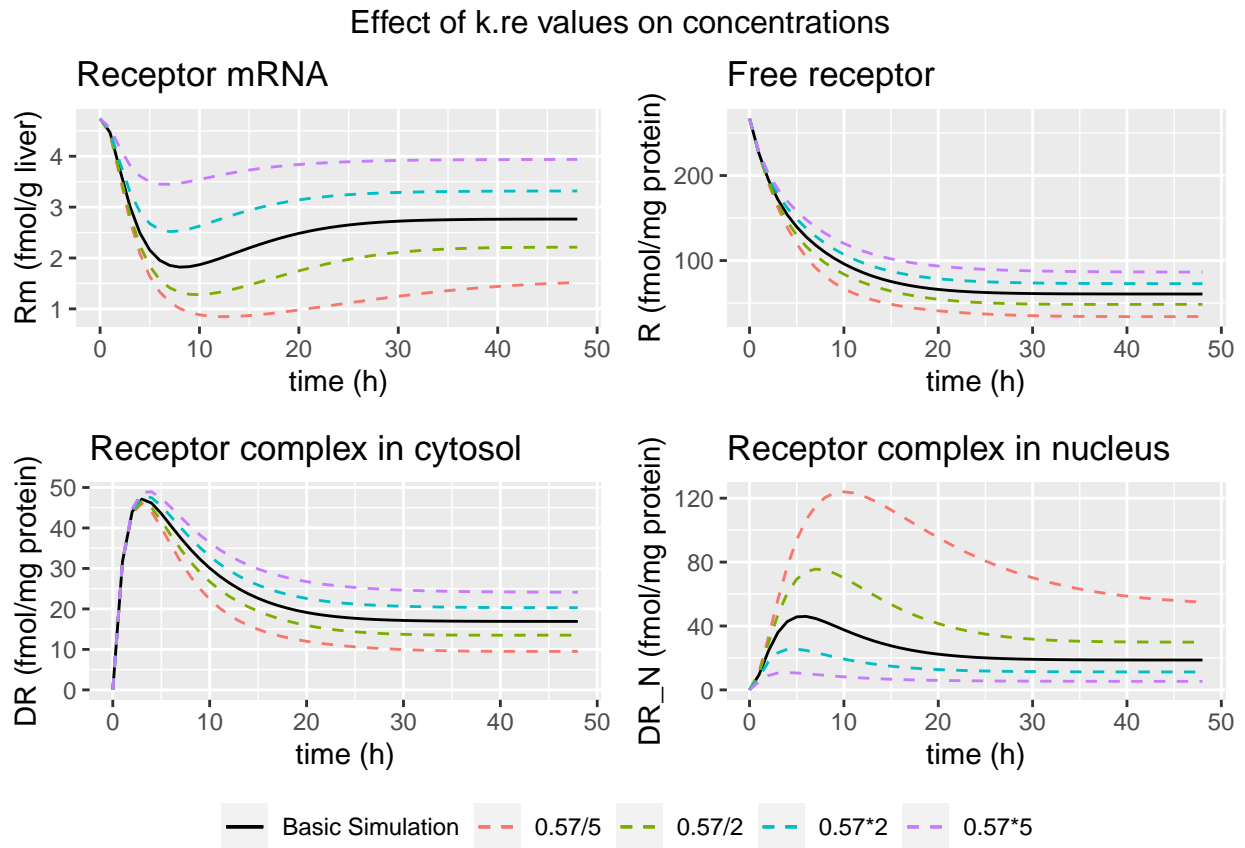 Effect of k.re values on concentrations
Receptor mRNA
Rm (fmol/g liver)
4
3
2
1
0 10 20 30 40 50
time (h)
Free receptor
R (fmol/mg protein)
200
100
0 10 20 30 40 50
time (h)
Receptor complex in cytosol
DR (fmol/mg protein)
50
40
30
20
10
0
0 10 20 30 40 50
time (h)
Receptor complex in nucleus
DR_N (fmol/mg protein)
120
80
40
0
0 10 20 30 40 50
time (h)
Basic Simulation 0.57/5 0.57/2 0.57*2 0.57*5